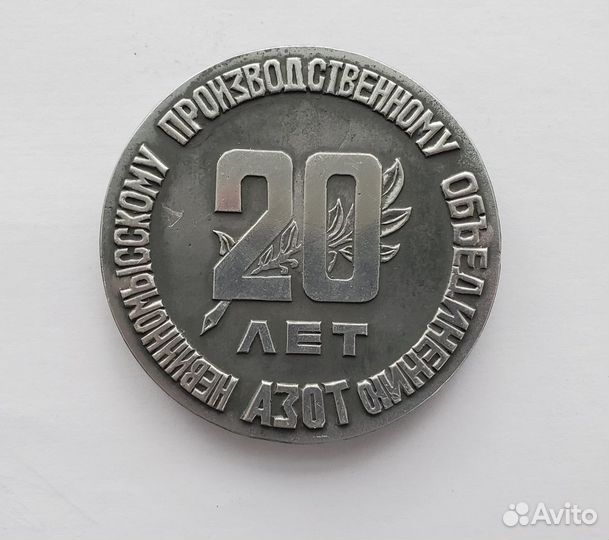 НЕВИННОМЫССКОМУ ПРОИЗВОДСТВЕННОМУ ОБЪЕДИНЕНИЮ
АЗОТ
20
ЛЕТ
Avito